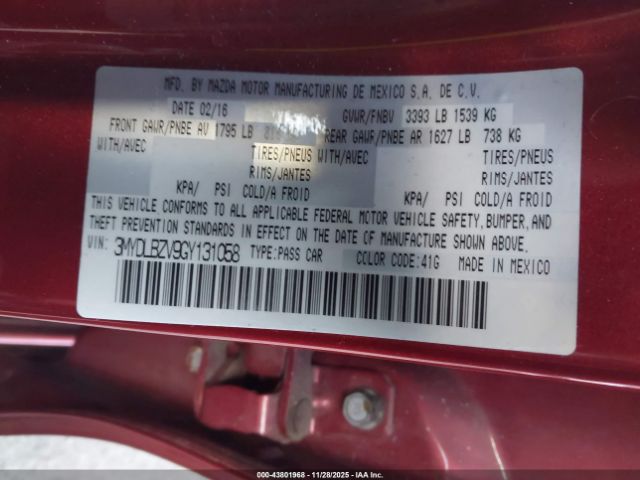 MFD. BY MAZDA MOTOR MANUFACTURING DE MEXICO S.A. DE C.V.
DATE 02/16 GVWR/PNBV 3393 LB 1539 KG
FRONT GAWR/PNBE AV 1795 LB REAR GAWR/PNBE AR 1627 LB 738 KG
WITH/AVEC TIRES/PNEUS WITH/AVEC TIRES/PNEUS
RIMS/JANTES RIMS/JANTES
KPA/ PSI COLD/A FROID KPA/ PSI COLD/A FROID
THIS VEHICLE CONFORMS TO ALL APPLICABLE FEDERAL MOTOR VEHICLE SAFETY, BUMPER, AND
THEFT PREVENTION STANDARDS IN EFFECT ON THE DATE OF MANUFACTURE SHOWN ABOVE.
VIN: 3MYDLBZV9GY131058 TYPE:PASS CAR COLOR CODE:41G MADE IN MEXICO
000-43801968 - 11/28/2025 - IAAI.COM